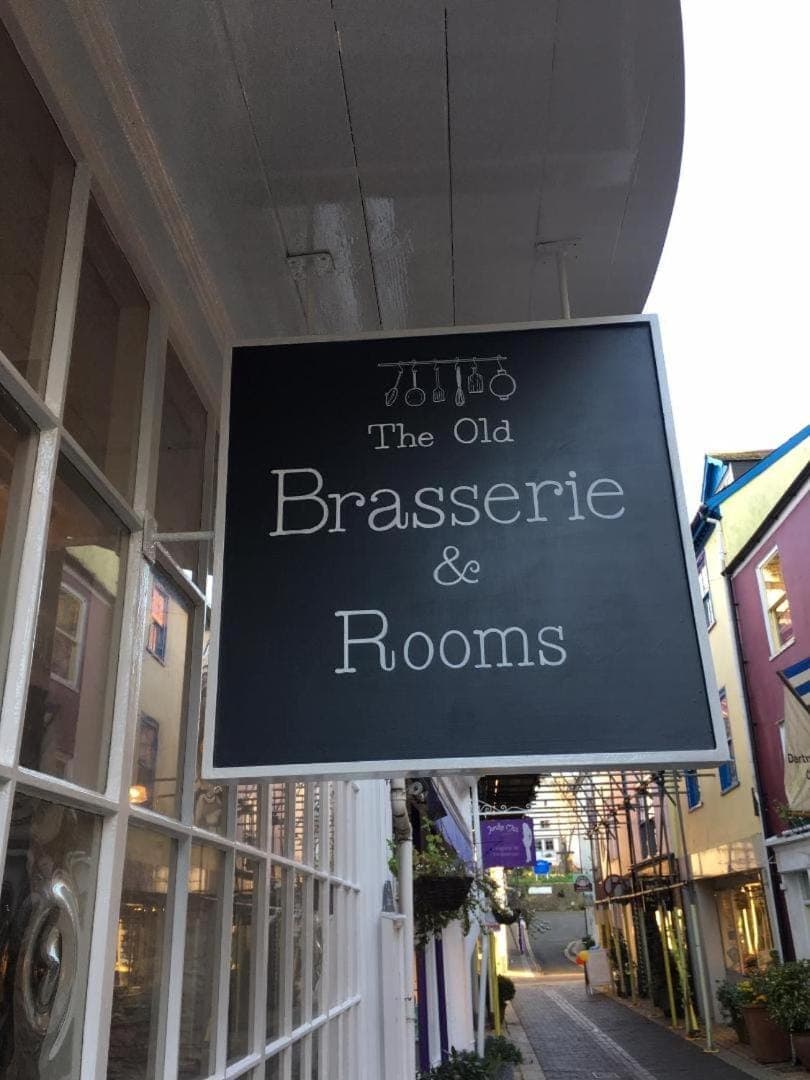 The Old
Brasserie
&
Rooms